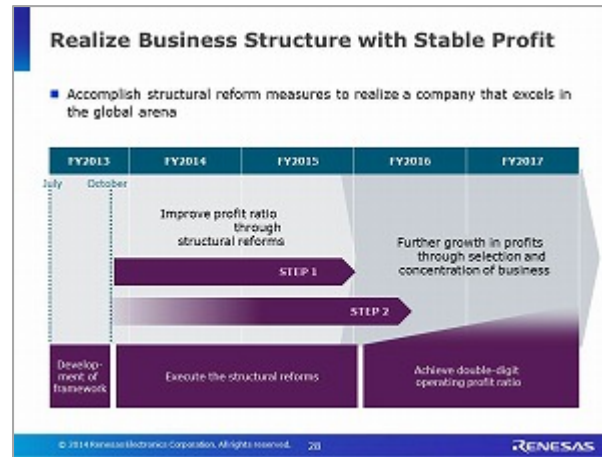 Realize Business Structure with Stable Profit
Accomplish structural reform measures to realize a company that excels in
the global arena
FY2013 FY2014 FY2015 FY2016 FY2017
July October
Improve profit ratio
through
structural reforms
Further growth in profits
through selection and
concentration of business
STEP 1
STEP 2
Develop-
ment of
framework
Execute the structural reforms
Achieve double-digit
operating profit ratio
© 2014 Renesas Electronics Corporation. All rights reserved. 28 RENESAS